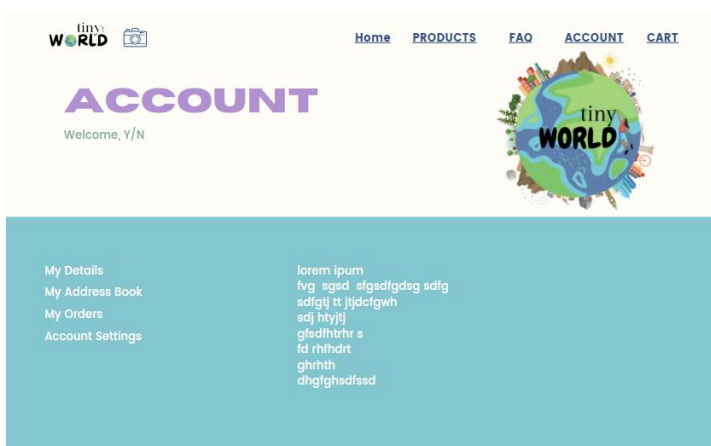 tiny
WORLD
Home PRODUCTS FAQ ACCOUNT CART
ACCOUNT
Welcome, Y/N
tiny
WORLD
My Details
My Address Book
My Orders
Account Settings
lorem ipum
fvg sgsd sfgsdfgdsg sdfg
sdfgtj tt jtjdcfgwh
sdj htyjtj
gfsdfhtrhr s
fd rhfhdrt
ghrhth
dhgfghsdfssd